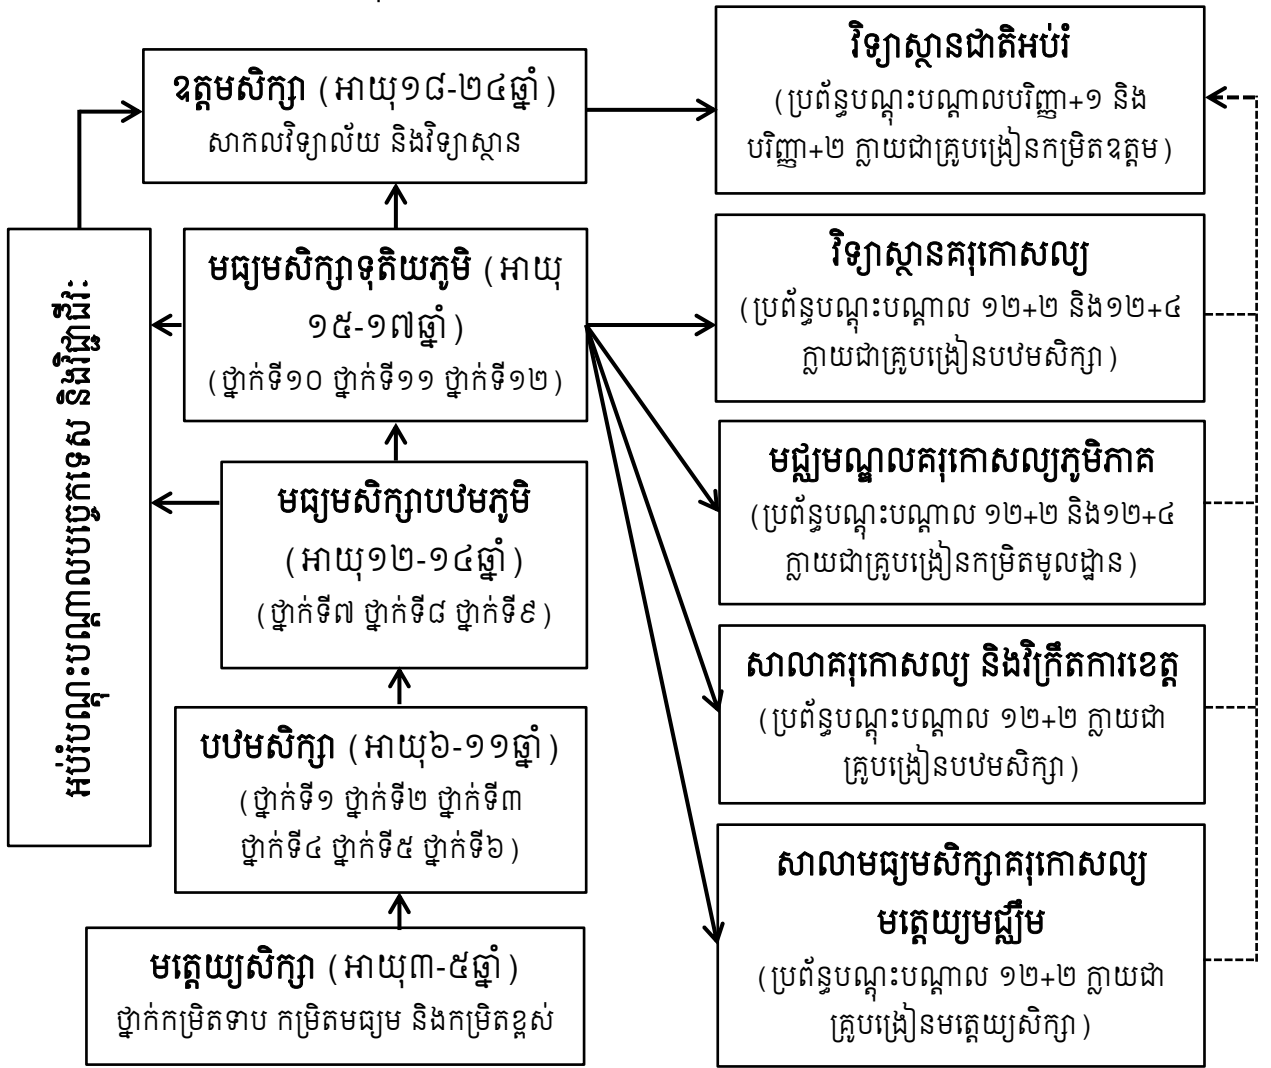 ឧត្តមសិក្សា (អាយុ១៨-២៤ឆ្នាំ)
សាកលវិទ្យាល័យ និងវិទ្យាស្ថាន
វិទ្យាស្ថានជាតិអប់រំ
(ប្រព័ន្ធបណ្តុះបណ្តាលបរិញ្ញា+១ និង
បរិញ្ញា+២ ក្លាយជាគ្រូបង្រៀនកម្រិតឧត្តម)
អប់រំបណ្តុះបណ្តាលបច្ចេកទេស និងវិជ្ជាជីវៈ
មធ្យមសិក្សាទុតិយភូមិ (អាយុ
១៥-១៧ឆ្នាំ)
(ថ្នាក់ទី១០ ថ្នាក់ទី១១ ថ្នាក់ទី១២)
វិទ្យាស្ថានគរុកោសល្យ
(ប្រព័ន្ធបណ្តុះបណ្តាល ១២+២ និង១២+៤
ក្លាយជាគ្រូបង្រៀនបឋមសិក្សា)
មធ្យមសិក្សាបឋមភូមិ
(អាយុ១២-១៤ឆ្នាំ)
(ថ្នាក់ទី៧ ថ្នាក់ទី៨ ថ្នាក់ទី៩)
មជ្ឈមណ្ឌលគរុកោសល្យភូមិភាគ
(ប្រព័ន្ធបណ្តុះបណ្តាល ១២+២ និង១២+៤
ក្លាយជាគ្រូបង្រៀនកម្រិតមូលដ្ឋាន)
បឋមសិក្សា (អាយុ៦-១១ឆ្នាំ)
(ថ្នាក់ទី១ ថ្នាក់ទី២ ថ្នាក់ទី៣
ថ្នាក់ទី៤ ថ្នាក់ទី៥ ថ្នាក់ទី៦)
សាលាគរុកោសល្យ និងវិក្រឹតការខេត្ត
(ប្រព័ន្ធបណ្តុះបណ្តាល ១២+២ ក្លាយជា
គ្រូបង្រៀនបឋមសិក្សា)
មត្តេយ្យសិក្សា (អាយុ៣-៥ឆ្នាំ)
ថ្នាក់កម្រិតទាប កម្រិតមធ្យម និងកម្រិតខ្ពស់
សាលាមធ្យមសិក្សាគរុកោសល្យ
មត្តេយ្យមជ្ឈឹម
(ប្រព័ន្ធបណ្តុះបណ្តាល ១២+២ ក្លាយជា
គ្រូបង្រៀនមត្តេយ្យសិក្សា)